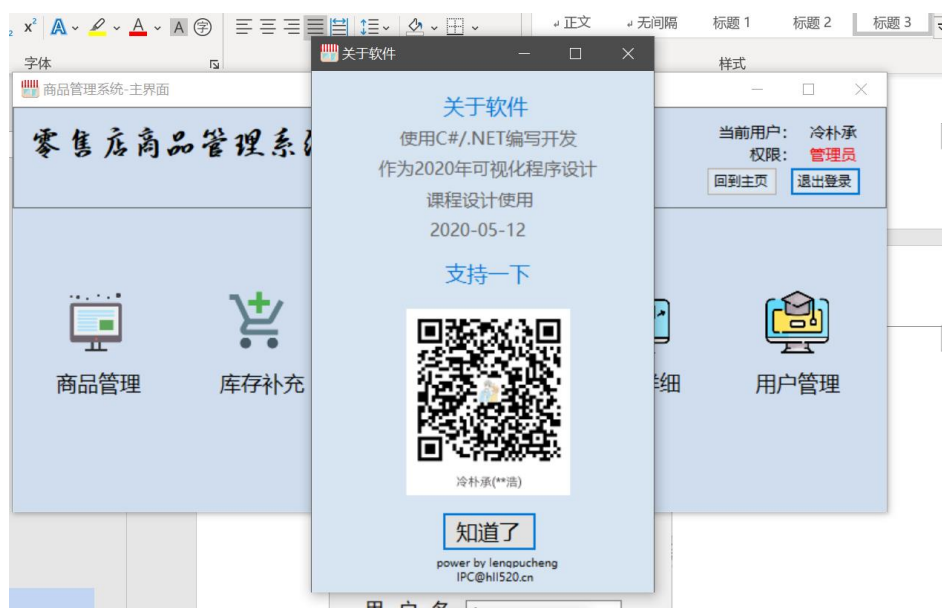 x²
A
A
A
字
正文
无间隔
标题 1
标题 2
标题 3
字体
样式
关于软件
商品管理系统-主界面
零售店商品管理系
当前用户: 冷朴承
权限: 管理员
回到主页
退出登录
关于软件
使用C#/.NET编写开发
作为2020年可视化程序设计
课程设计使用
2020-05-12
支持一下
冷朴承(**浩)
知道了
power by lengpucheng
IPC@hll520.cn
商品管理
库存补充
细
用户管理
用 户 名